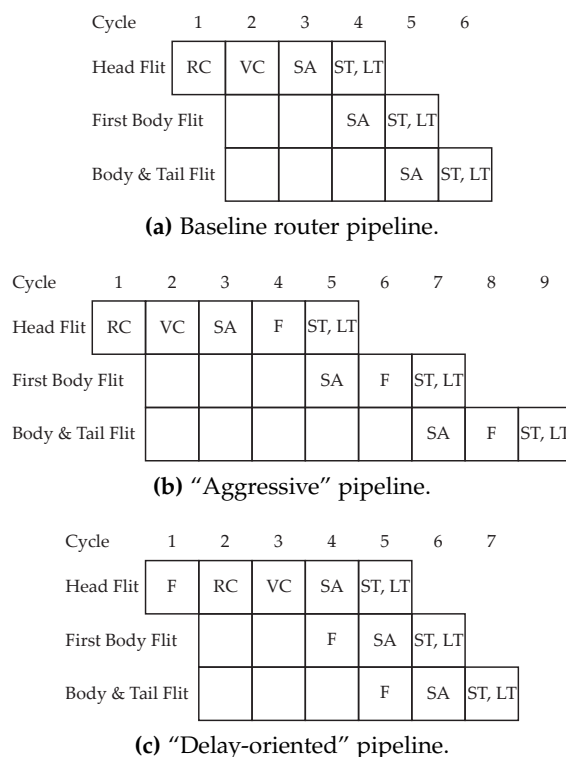 Cycle 1 2 3 4 5 6
Head Flit RC VC SA ST, LT
First Body Flit SA ST, LT
Body & Tail Flit SA ST, LT
(a) Baseline router pipeline.
Cycle 1 2 3 4 5 6 7 8 9
Head Flit RC VC SA F ST, LT
First Body Flit SA F ST, LT
Body & Tail Flit SA F ST, LT
(b) “Aggressive” pipeline.
Cycle 1 2 3 4 5 6 7
Head Flit F RC VC SA ST, LT
First Body Flit F SA ST, LT
Body & Tail Flit F SA ST, LT
(c) “Delay-oriented” pipeline.